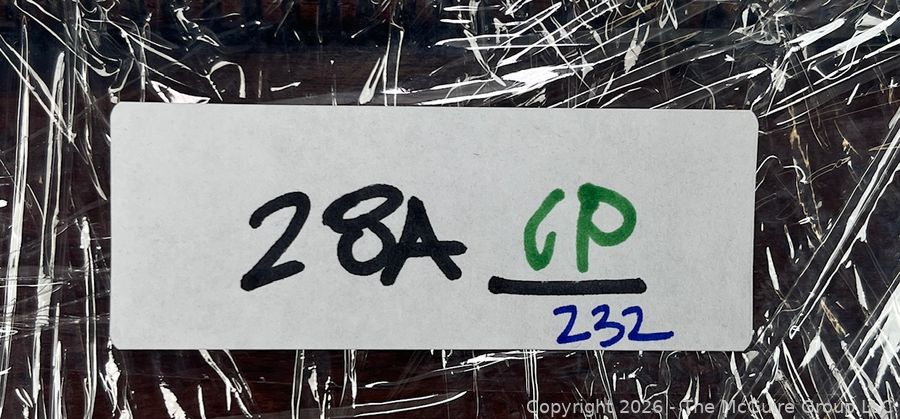 28A GP
232
Copyright 2026 - The McGuire Group LLC